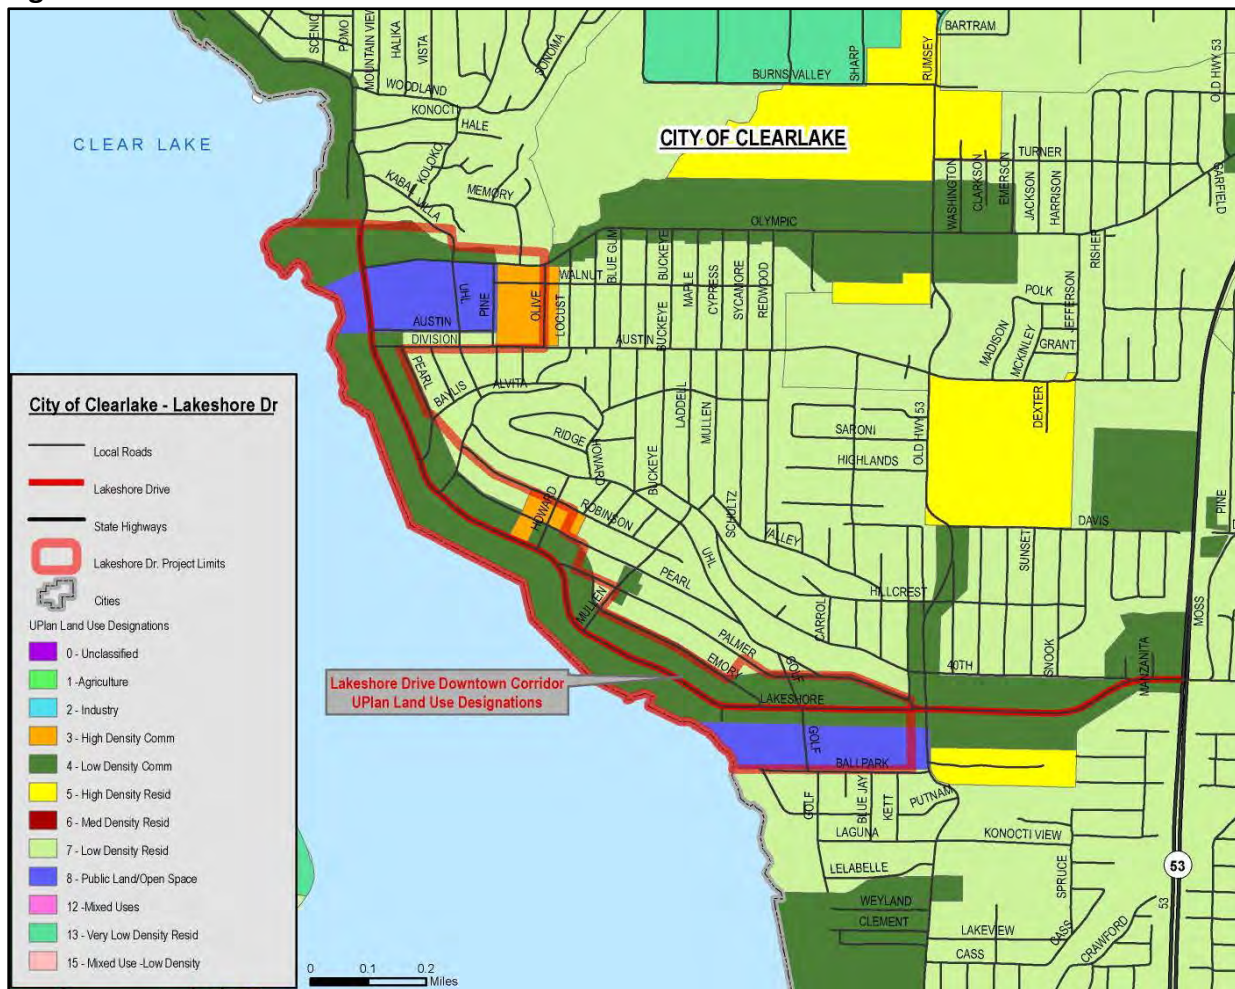 SCENIC
POMO
MOUNTAIN VIEW
HALIKA
VISTA
SONOMA
WOODLAND
KONOCTI
HALE
KOLOKO
MEMORY
CLEAR LAKE
CITY OF CLEARLAKE
BURNS VALLEY
SHARP
RUMSEY
BARTRAM
OLD HWY 53
TURNER
WASHINGTON
CLARKSON
EMERSON
JACKSON
HARRISON
GARFIELD
OLYMPIC
RISHER
WALNUT
BLUE GUM
BUCKEYE
MAPLE
CYPRESS
SYCAMORE
REDWOOD
UHL
PINE
OLIVE
LOCUST
AUSTIN
DIVISION
BUCKEYE
AUSTIN
POLK
JEFFERSON
MADISON
MCKINLEY
GRANT
DEXTER
PEARL
BAYLIS
ALVITA
RIDGE
HOWARD
BUCKEYE
LADDELL
MULLEN
SARONI
HIGHLANDS
OLD HWY 53
HOWARD
ROBINSON
SCHULTZ
VALLEY
DAVIS
PINE
D
SUNSET
UHL
PEARL
HILLCREST
MULLEN
CARROL
PALMER
EMORY
GOLF
40TH
SNOOK
MANZANITA
MOSS
LAKESHORE
Lakeshore Drive Downtown Corridor
UPlan Land Use Designations
GOLF
BALLPARK
GOLF
BLUE JAY
KETT
PUTNAM
LAGUNA
KONOCTI VIEW
LELABELLE
SPRUCE
53
53
WEYLAND
CLEMENT
LAKEVIEW
CASS
CASS
CRAWFORD
City of Clearlake - Lakeshore Dr
Local Roads
Lakeshore Drive
State Highways
Lakeshore Dr. Project Limits
Cities
UPlan Land Use Designations
0 - Unclassified
1 -Agriculture
2 - Industry
3 - High Density Comm
4 - Low Density Comm
5 - High Density Resid
6 - Med Density Resid
7 - Low Density Resid
8 - Public Land/Open Space
12 -Mixed Uses
13 - Very Low Density Resid
15 - Mixed Use -Low Density
0 0.1 0.2
Miles